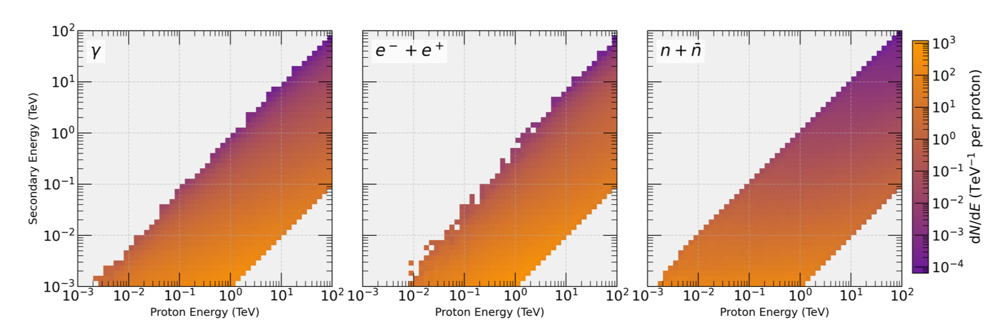 γ
e⁻ + e⁺
n + n̄
Secondary Energy (TeV)
10² 10¹ 10⁰ 10⁻¹ 10⁻² 10⁻³
10⁻³ 10⁻² 10⁻¹ 10⁰ 10¹ 10²
Proton Energy (TeV)
10⁻³ 10⁻² 10⁻¹ 10⁰ 10¹ 10²
Proton Energy (TeV)
10⁻³ 10⁻² 10⁻¹ 10⁰ 10¹ 10²
Proton Energy (TeV)
10³ 10² 10¹ 10⁰ 10⁻¹ 10⁻² 10⁻³ 10⁻⁴
dN/dE (TeV⁻¹ per proton)